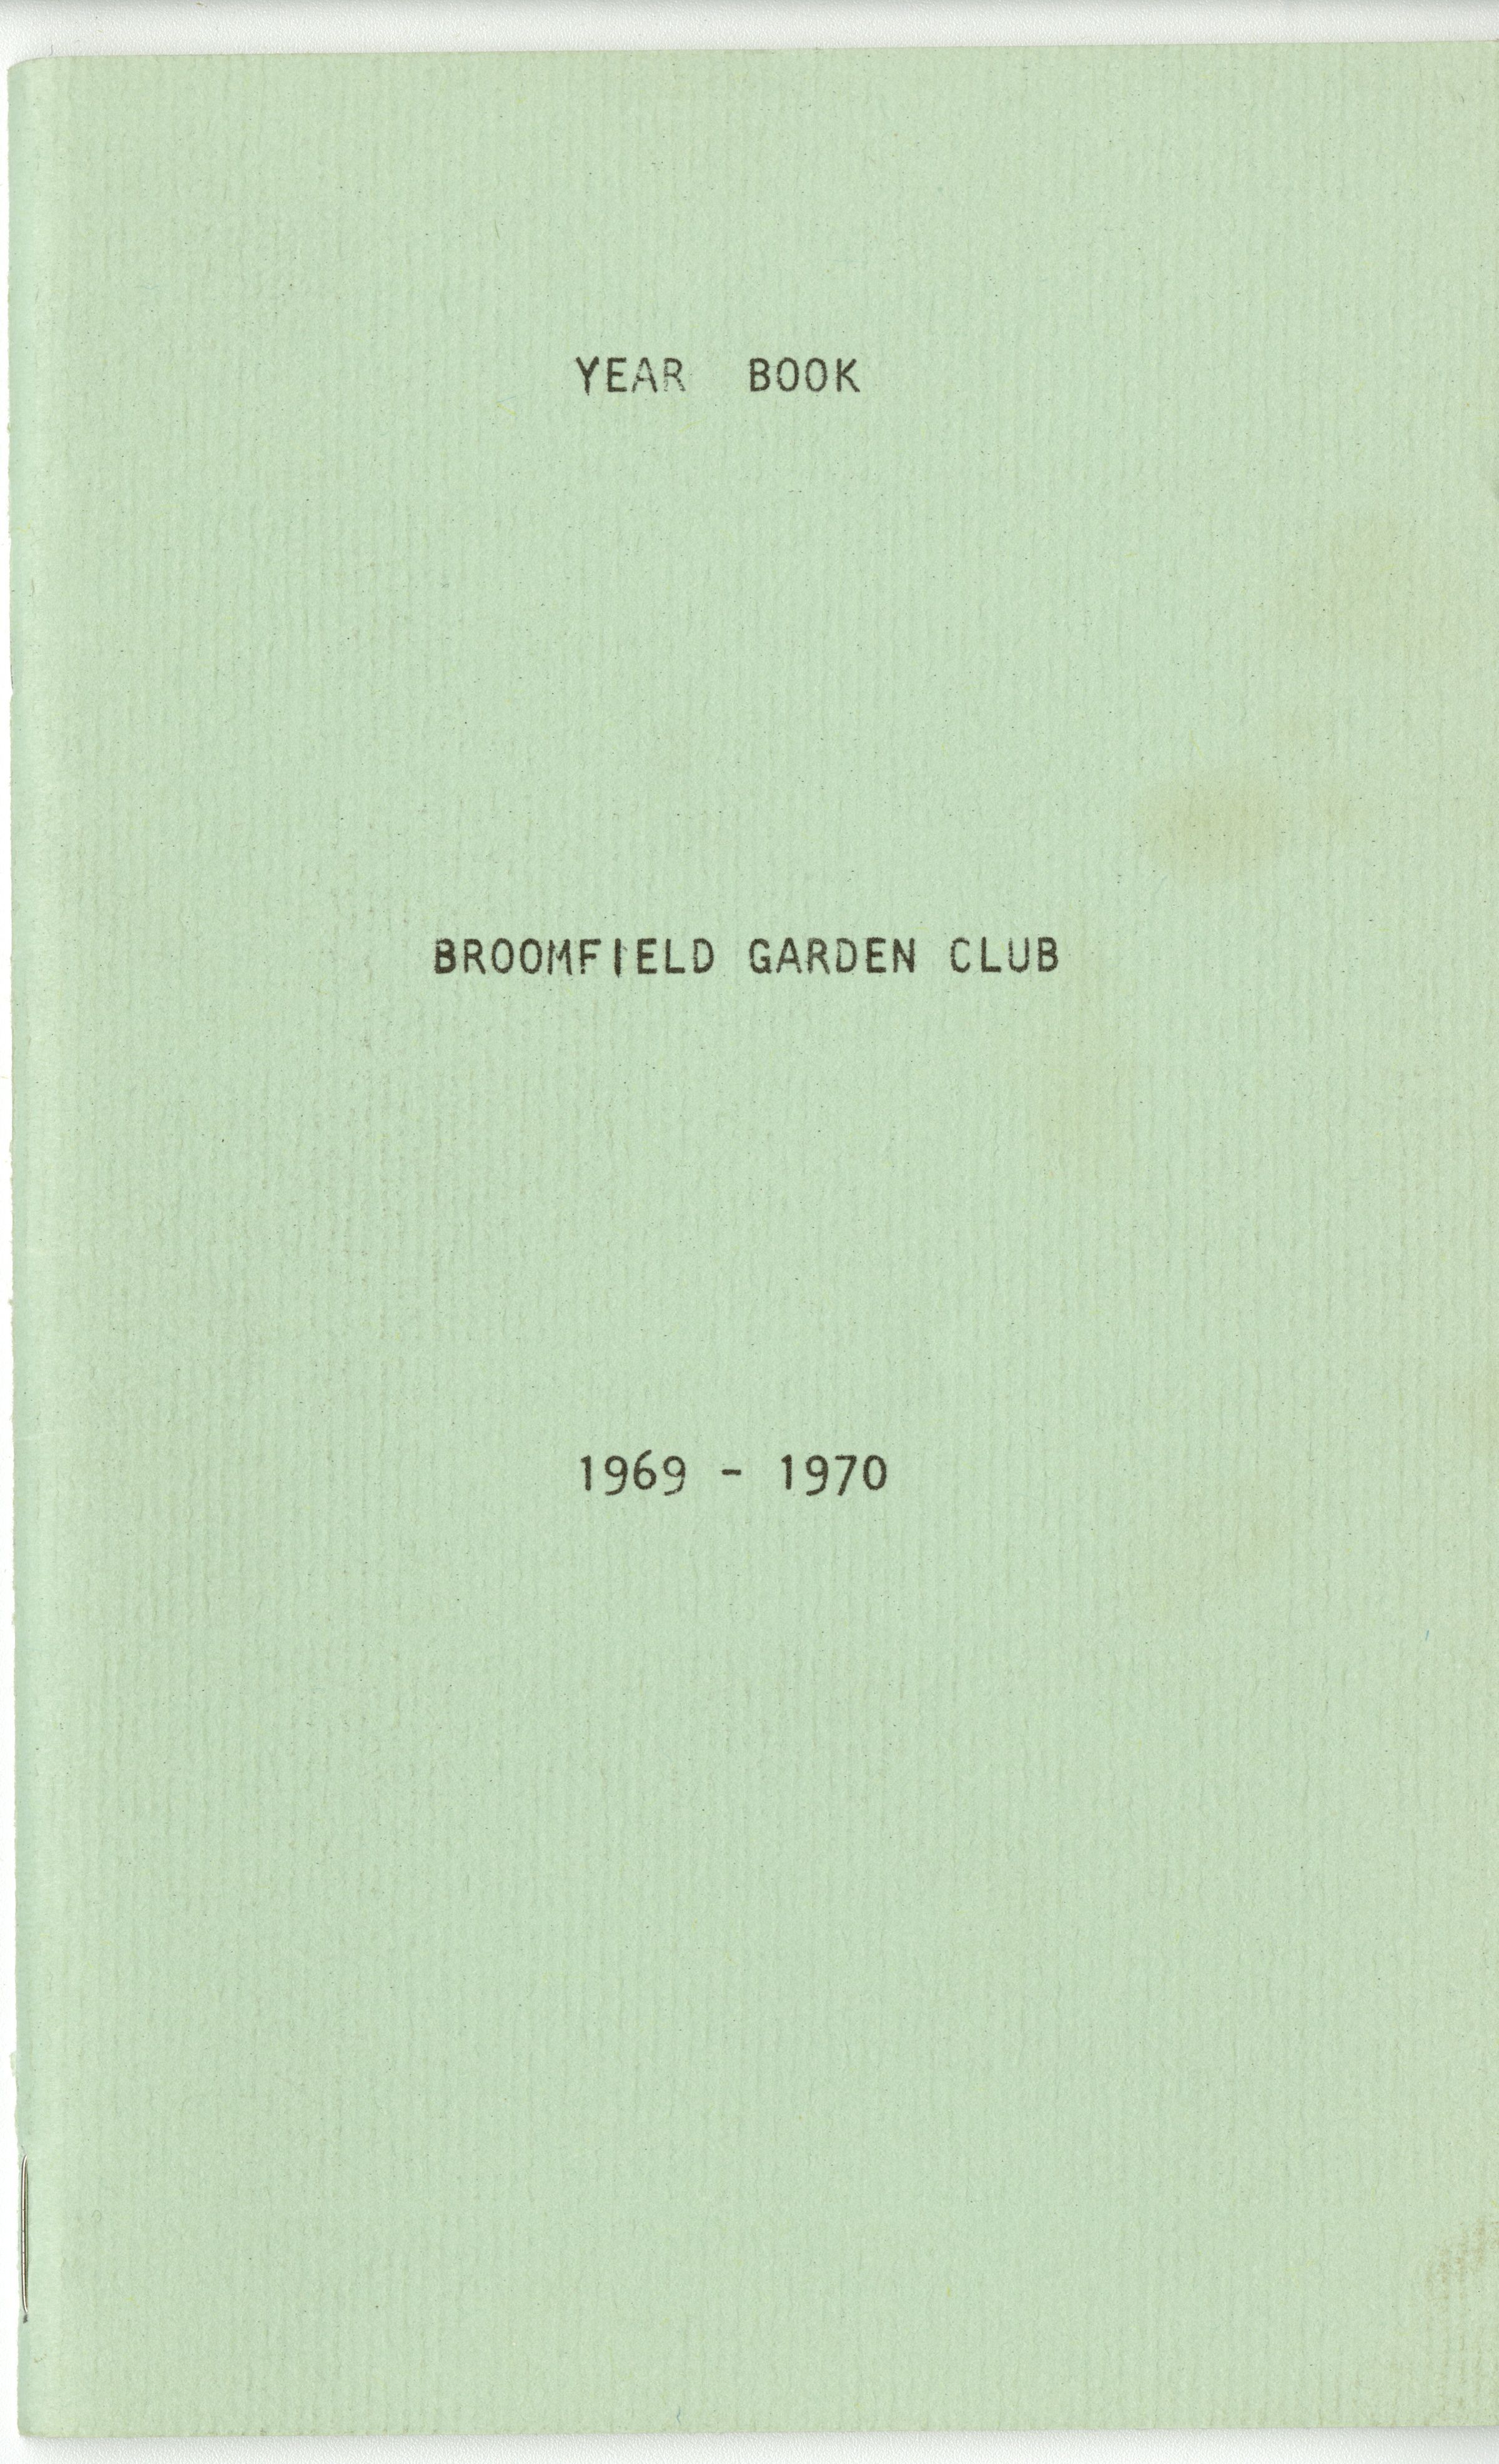 YEAR BOOK
BROOMFIELD GARDEN CLUB
1969 - 1970